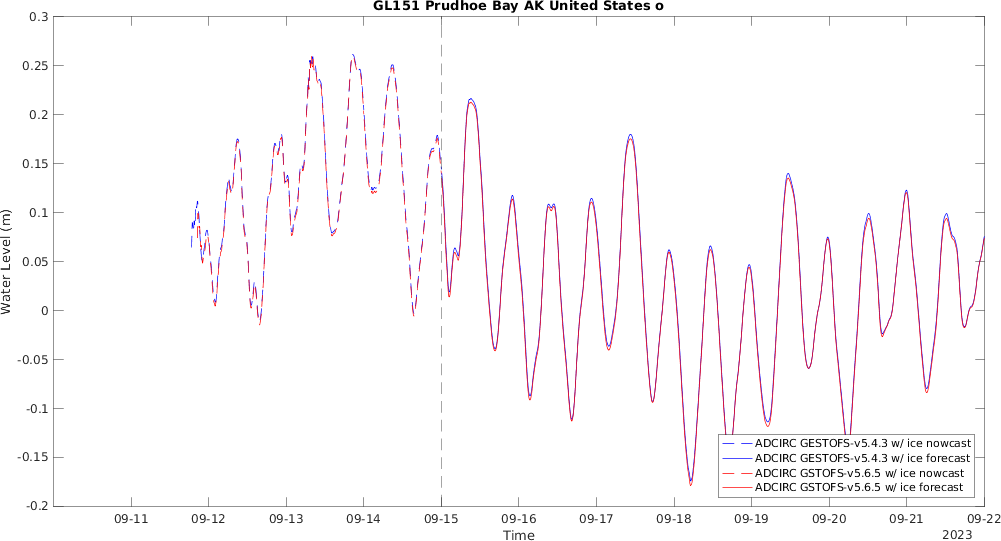 GL151 Prudhoe Bay AK United States o
0.3
0.25
0.2
0.15
0.1
0.05
0
-0.05
-0.1
-0.15
-0.2
Water Level (m)
ADCIRC GESTOFS-v5.4.3 w/ ice nowcast
ADCIRC GESTOFS-v5.4.3 w/ ice forecast
ADCIRC GSTOFS-v5.6.5 w/ ice nowcast
ADCIRC GSTOFS-v5.6.5 w/ ice forecast
09-11 09-12 09-13 09-14 09-15 09-16 09-17 09-18 09-19 09-20 09-21 09-22
Time
2023